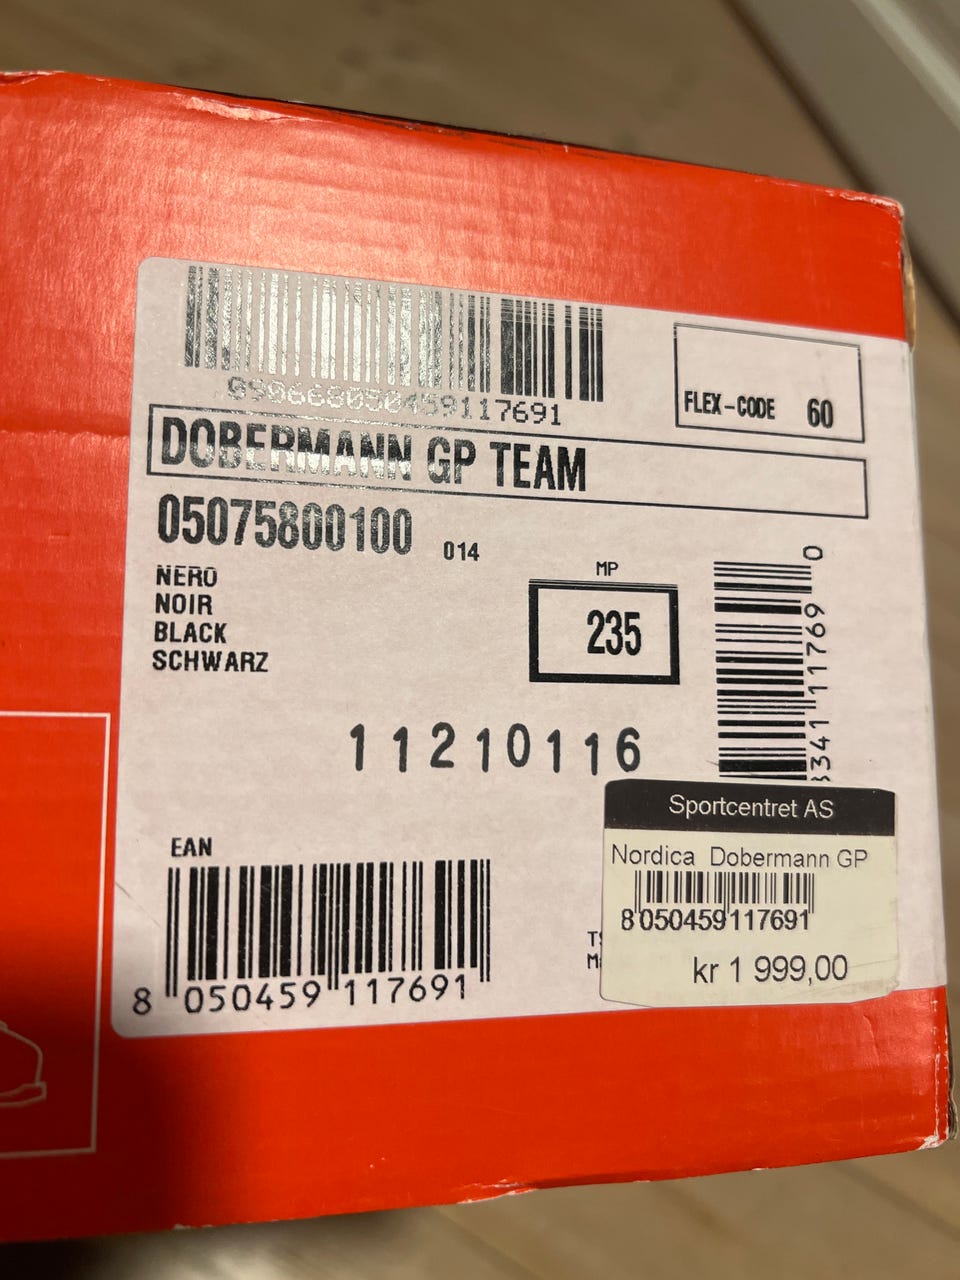 090668050459117691
FLEX-CODE 60
DOBERMANN GP TEAM
05075800100 014
NERO
NOIR
BLACK
SCHWARZ
MP
235
11210116
EAN
8 050459 117691
Sportcentret AS
Nordica Dobermann GP
8 050459 117691
kr 1 999,00